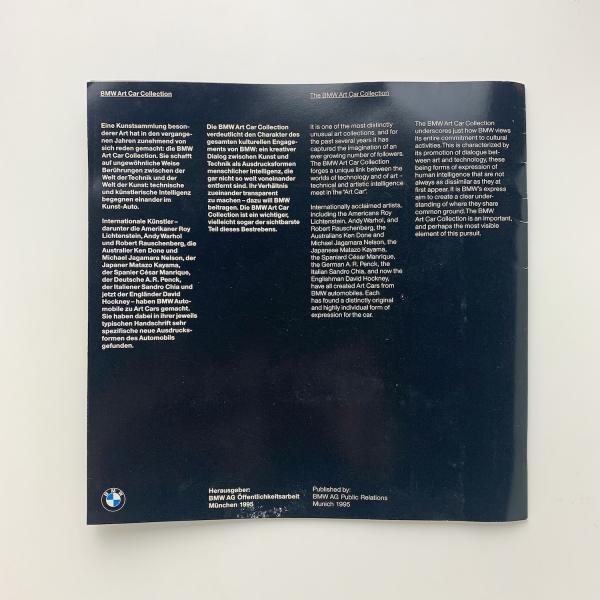 BMW Art Car Collection
Eine Kunstsammlung beson-
derer Art hat in den vergange-
nen Jahren zunehmend von
sich reden gemacht: die BMW
Art Car Collection. Sie schafft
auf ungewöhnliche Weise
Berührungen zwischen der
Welt der Technik und der
Welt der Kunst: technische
und künstlerische Intelligenz
begegnen einander im
Kunst-Auto.
Internationale Künstler –
darunter die Amerikaner Roy
Lichtenstein, Andy Warhol
und Robert Rauschenberg, die
Australier Ken Done und
Michael Jagamara Nelson, der
Japaner Matazo Kayama,
der Spanier César Manrique,
der Deutsche A. R. Penck,
der Italiener Sandro Chia und
jetzt der Engländer David
Hockney – haben BMW Auto-
mobile zu Art Cars gemacht.
Sie haben dabei in ihrer jeweils
typischen Handschrift sehr
spezifische neue Ausdrucks-
formen des Automobils
gefunden.
Die BMW Art Car Collection
verdeutlicht den Charakter des
gesamten kulturellen Engage-
ments von BMW: ein kreativer
Dialog zwischen Kunst und
Technik als Ausdrucksformen
menschlicher Intelligenz, die
gar nicht so weit voneinander
entfernt sind. Ihr Verhältnis
zueinander transparent
zu machen – dazu will BMW
beitragen. Die BMW Art Car
Collection ist ein wichtiger,
vielleicht sogar der sichtbarste
Teil dieses Bestrebens.
The BMW Art Car Collection
It is one of the most distinctly
unusual art collections, and for
the past several years it has
captured the imagination of an
ever growing number of followers.
The BMW Art Car Collection
forges a unique link between the
worlds of technology and of art –
technical and artistic intelligence
meet in the "Art Car".
Internationally acclaimed artists,
including the Americans Roy
Lichtenstein, Andy Warhol, and
Robert Rauschenberg, the
Australians Ken Done and
Michael Jagamara Nelson, the
Japanese Matazo Kayama,
the Spaniard César Manrique,
the German A. R. Penck, the
Italian Sandro Chia, and now the
Englishman David Hockney,
have all created Art Cars from
BMW automobiles. Each
has found a distinctly original
and highly individual form of
expression for the car.
The BMW Art Car Collection
underscores just how BMW views
its entire commitment to cultural
activities. This is characterized by
its promotion of dialogue bet-
ween art and technology, these
being forms of expression of
human intelligence that are not
always as dissimilar as they at
first appear. It is BMW's express
aim to create a clear under-
standing of where they share
common ground. The BMW
Art Car Collection is an important,
and perhaps the most visible
element of this pursuit.
BMW
Herausgeber:
BMW AG Öffentlichkeitsarbeit
München 1995
Published by:
BMW AG Public Relations
Munich 1995